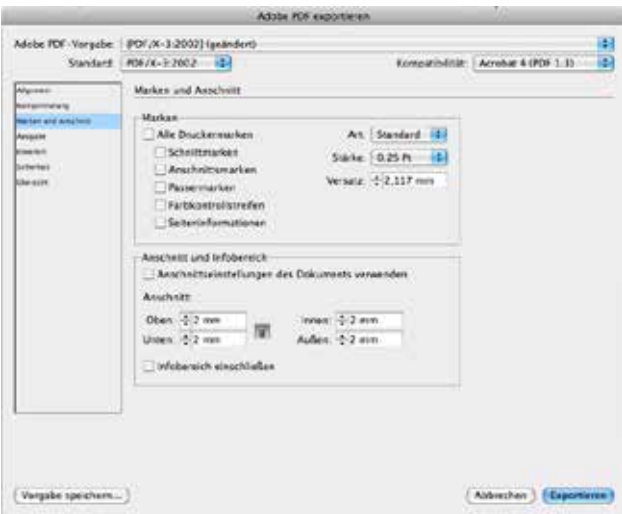 Adobe PDF exportieren
Adobe PDF-Vorgabe: [PDF/X-3:2002] (geändert)
Standard: PDF/X-3:2002 Kompatibilität: Acrobat 4 (PDF 1.3)
Allgemein
Komprimierung
Marken und Anschnitt
Ausgabe
Erweitert
Sicherheit
Übersicht
Marken und Anschnitt
Marken
Alle Druckermarken Art: Standard
Schnittmarken Stärke: 0,25 Pt
Anschnittsmarken Versatz: 2,117 mm
Passermarken
Farbkontrollstreifen
Seiteninformationen
Anschnitt und Infobereich
Anschnittseinstellungen des Dokuments verwenden
Anschnitt:
Oben: 2 mm Innen: 2 mm
Unten: 2 mm Außen: 2 mm
Infobereich einschließen
Vorgabe speichern... Abbrechen Exportieren